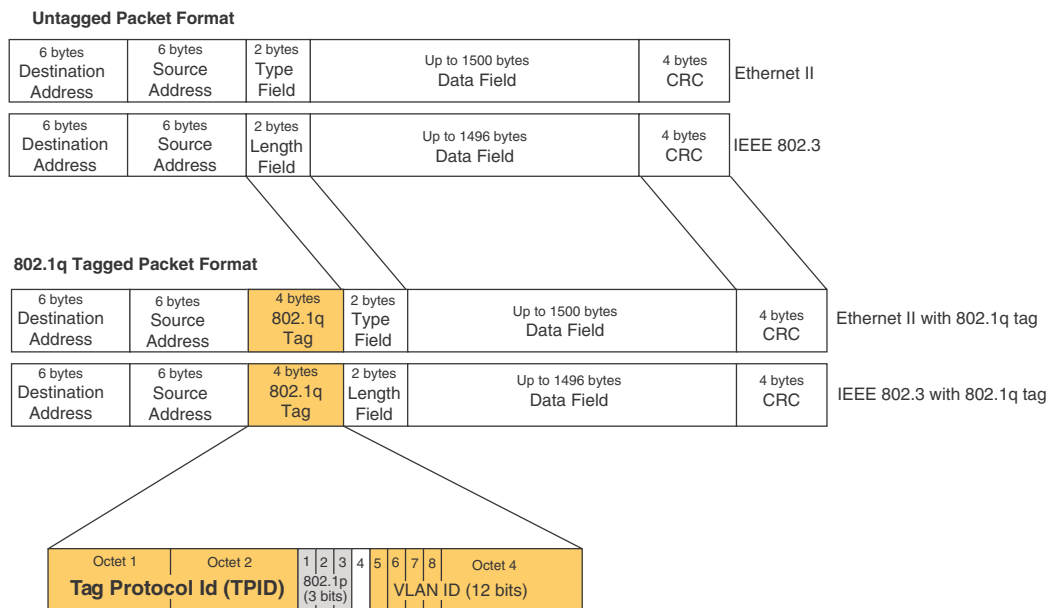 Untagged Packet Format
6 bytes
Destination
Address
6 bytes
Source
Address
2 bytes
Type
Field
Up to 1500 bytes
Data Field
4 bytes
CRC
Ethernet II
6 bytes
Destination
Address
6 bytes
Source
Address
2 bytes
Length
Field
Up to 1496 bytes
Data Field
4 bytes
CRC
IEEE 802.3
802.1q Tagged Packet Format
6 bytes
Destination
Address
6 bytes
Source
Address
4 bytes
802.1q
Tag
2 bytes
Type
Field
Up to 1500 bytes
Data Field
4 bytes
CRC
Ethernet II with 802.1q tag
6 bytes
Destination
Address
6 bytes
Source
Address
4 bytes
802.1q
Tag
2 bytes
Length
Field
Up to 1496 bytes
Data Field
4 bytes
CRC
IEEE 802.3 with 802.1q tag
Octet 1
Octet 2
1 2 3 4 5 6 7 8
Octet 4
Tag Protocol Id (TPID)
802.1p
(3 bits)
VLAN ID (12 bits)